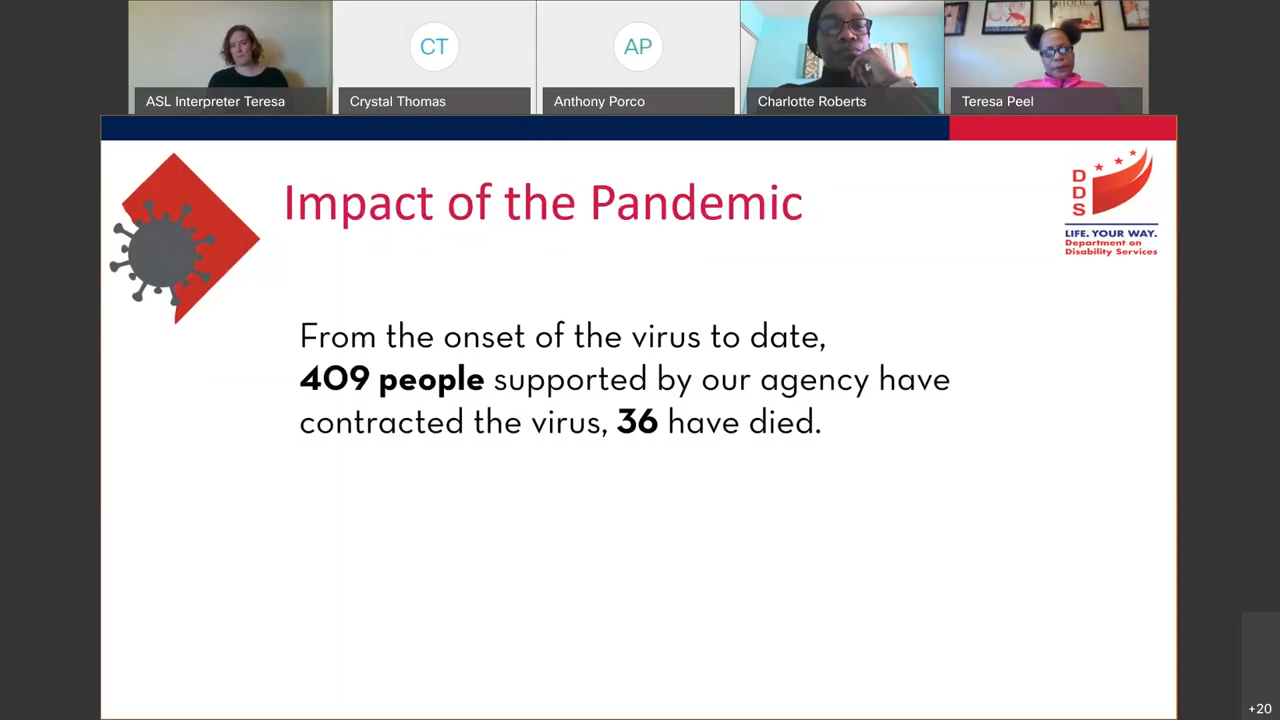 CT
AP
ASL Interpreter Teresa
Crystal Thomas
Anthony Porco
Charlotte Roberts
Teresa Peel
Impact of the Pandemic
DDS
LIFE. YOUR WAY.
Department on
Disability Services
From the onset of the virus to date,
409 people supported by our agency have
contracted the virus, 36 have died.
+20